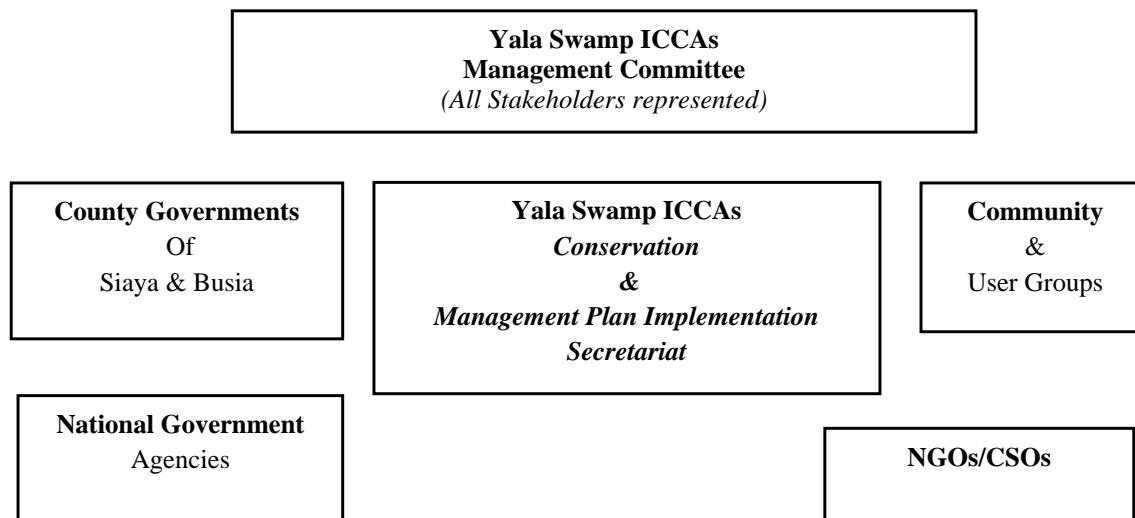 Yala Swamp ICCAs
Management Committee
(All Stakeholders represented)
County Governments
Of
Siaya & Busia
Yala Swamp ICCAs
Conservation
&
Management Plan Implementation
Secretariat
Community
&
User Groups
National Government
Agencies
NGOs/CSOs